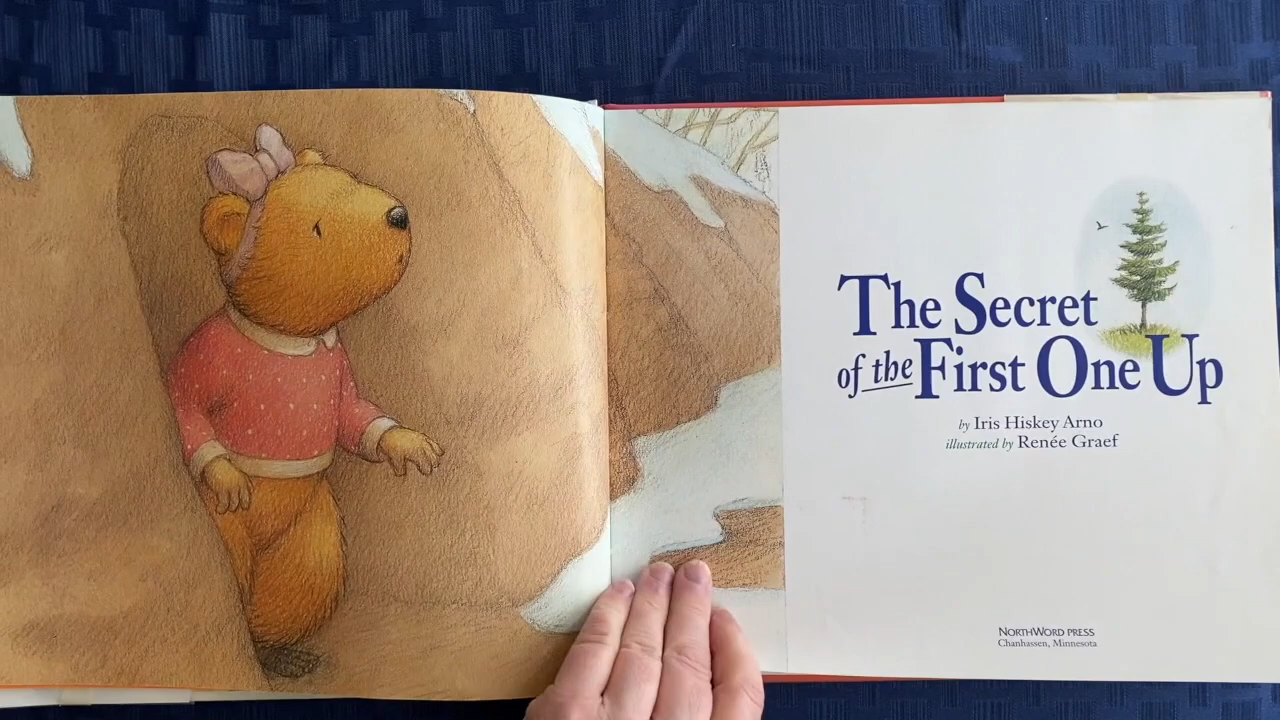 The Secret
of the First One Up
by Iris Hiskey Arno
illustrated by Renée Graef
NORTHWORD PRESS
Chanhassen, Minnesota